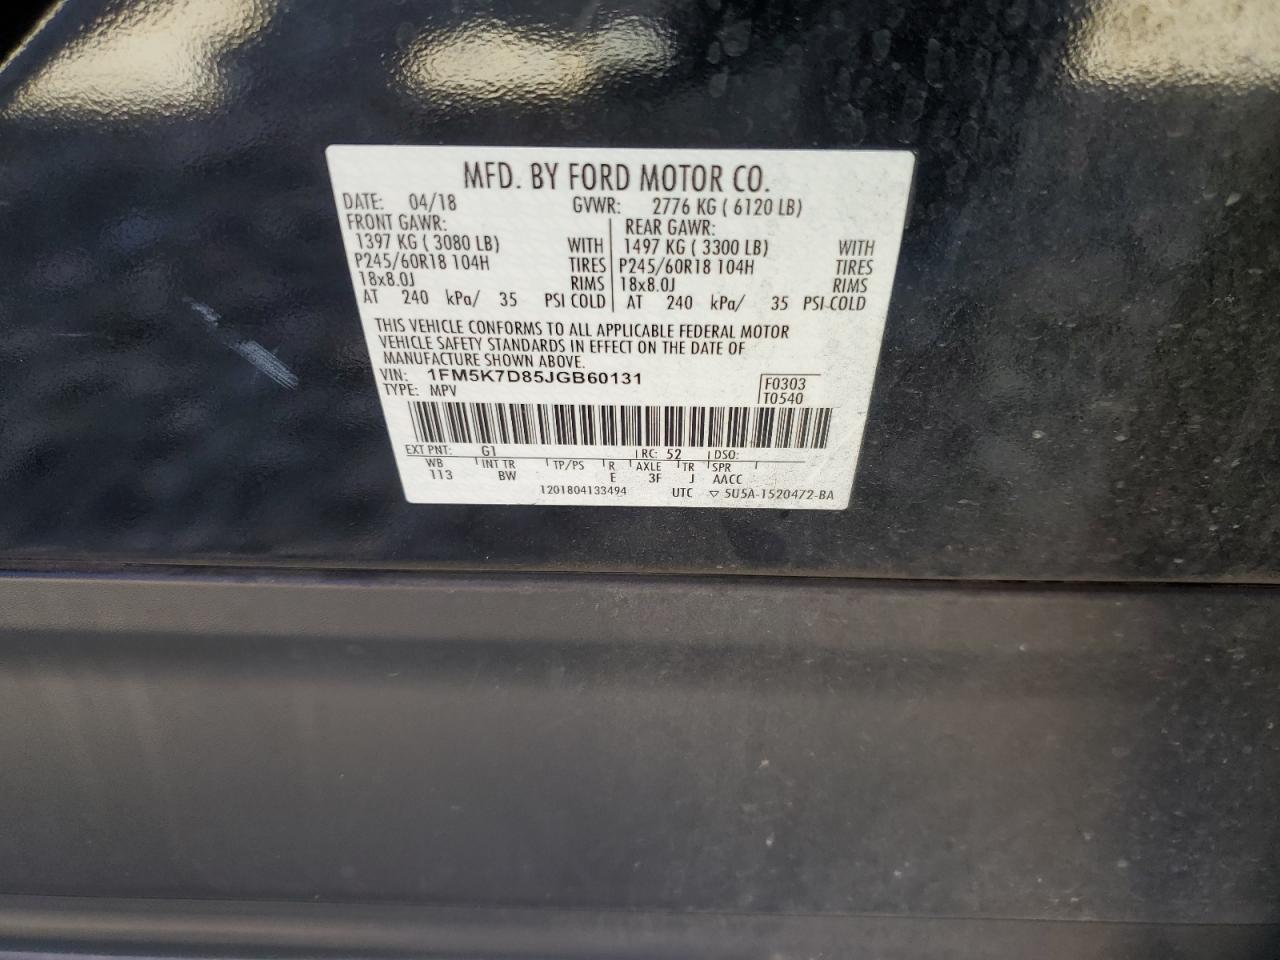 MFD. BY FORD MOTOR CO.
DATE: 04/18 GVWR: 2776 KG ( 6120 LB)
FRONT GAWR: REAR GAWR:
1397 KG ( 3080 LB) WITH 1497 KG ( 3300 LB) WITH
P245/60R18 104H TIRES P245/60R18 104H TIRES
18x8.0J RIMS 18x8.0J RIMS
AT 240 kPa/ 35 PSI COLD AT 240 kPa/ 35 PSI-COLD
THIS VEHICLE CONFORMS TO ALL APPLICABLE FEDERAL MOTOR
VEHICLE SAFETY STANDARDS IN EFFECT ON THE DATE OF
MANUFACTURE SHOWN ABOVE.
VIN: 1FM5K7D85JGB60131 F0303
TYPE: MPV T0540
EXT PNT: G1 RC: 52 DSO:
WB INT TR TP/PS R AXLE TR SPR
113 BW E 3F J AACC
1201804133494 UTC ▽ 5U5A-1520472-BA